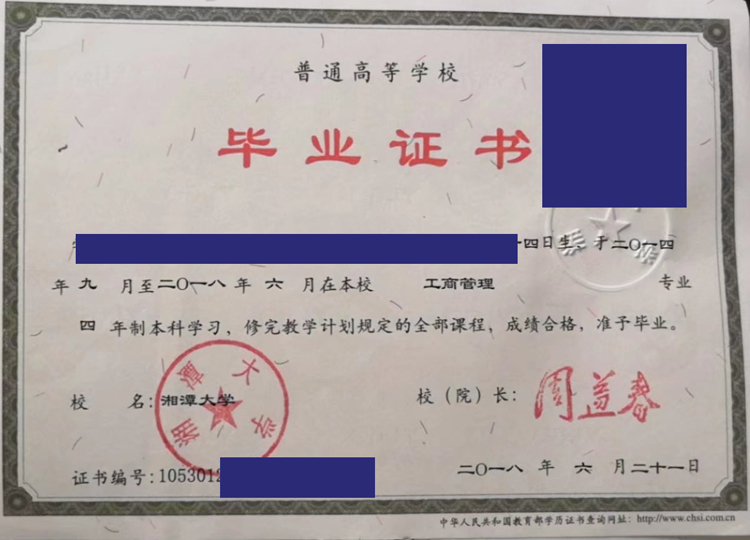 普通高等学校
毕业证书
十四日生，于二〇一四
年九月至二〇一八年六月在本校 工商管理 专业
四年制本科学习，修完教学计划规定的全部课程，成绩合格，准予毕业。
校 名：湘潭大学
湘潭大学
校（院）长：周益春
证书编号：1053012
二〇一八年六月二十一日
中华人民共和国教育部学历证书查询网址：http://www.chsi.com.cn